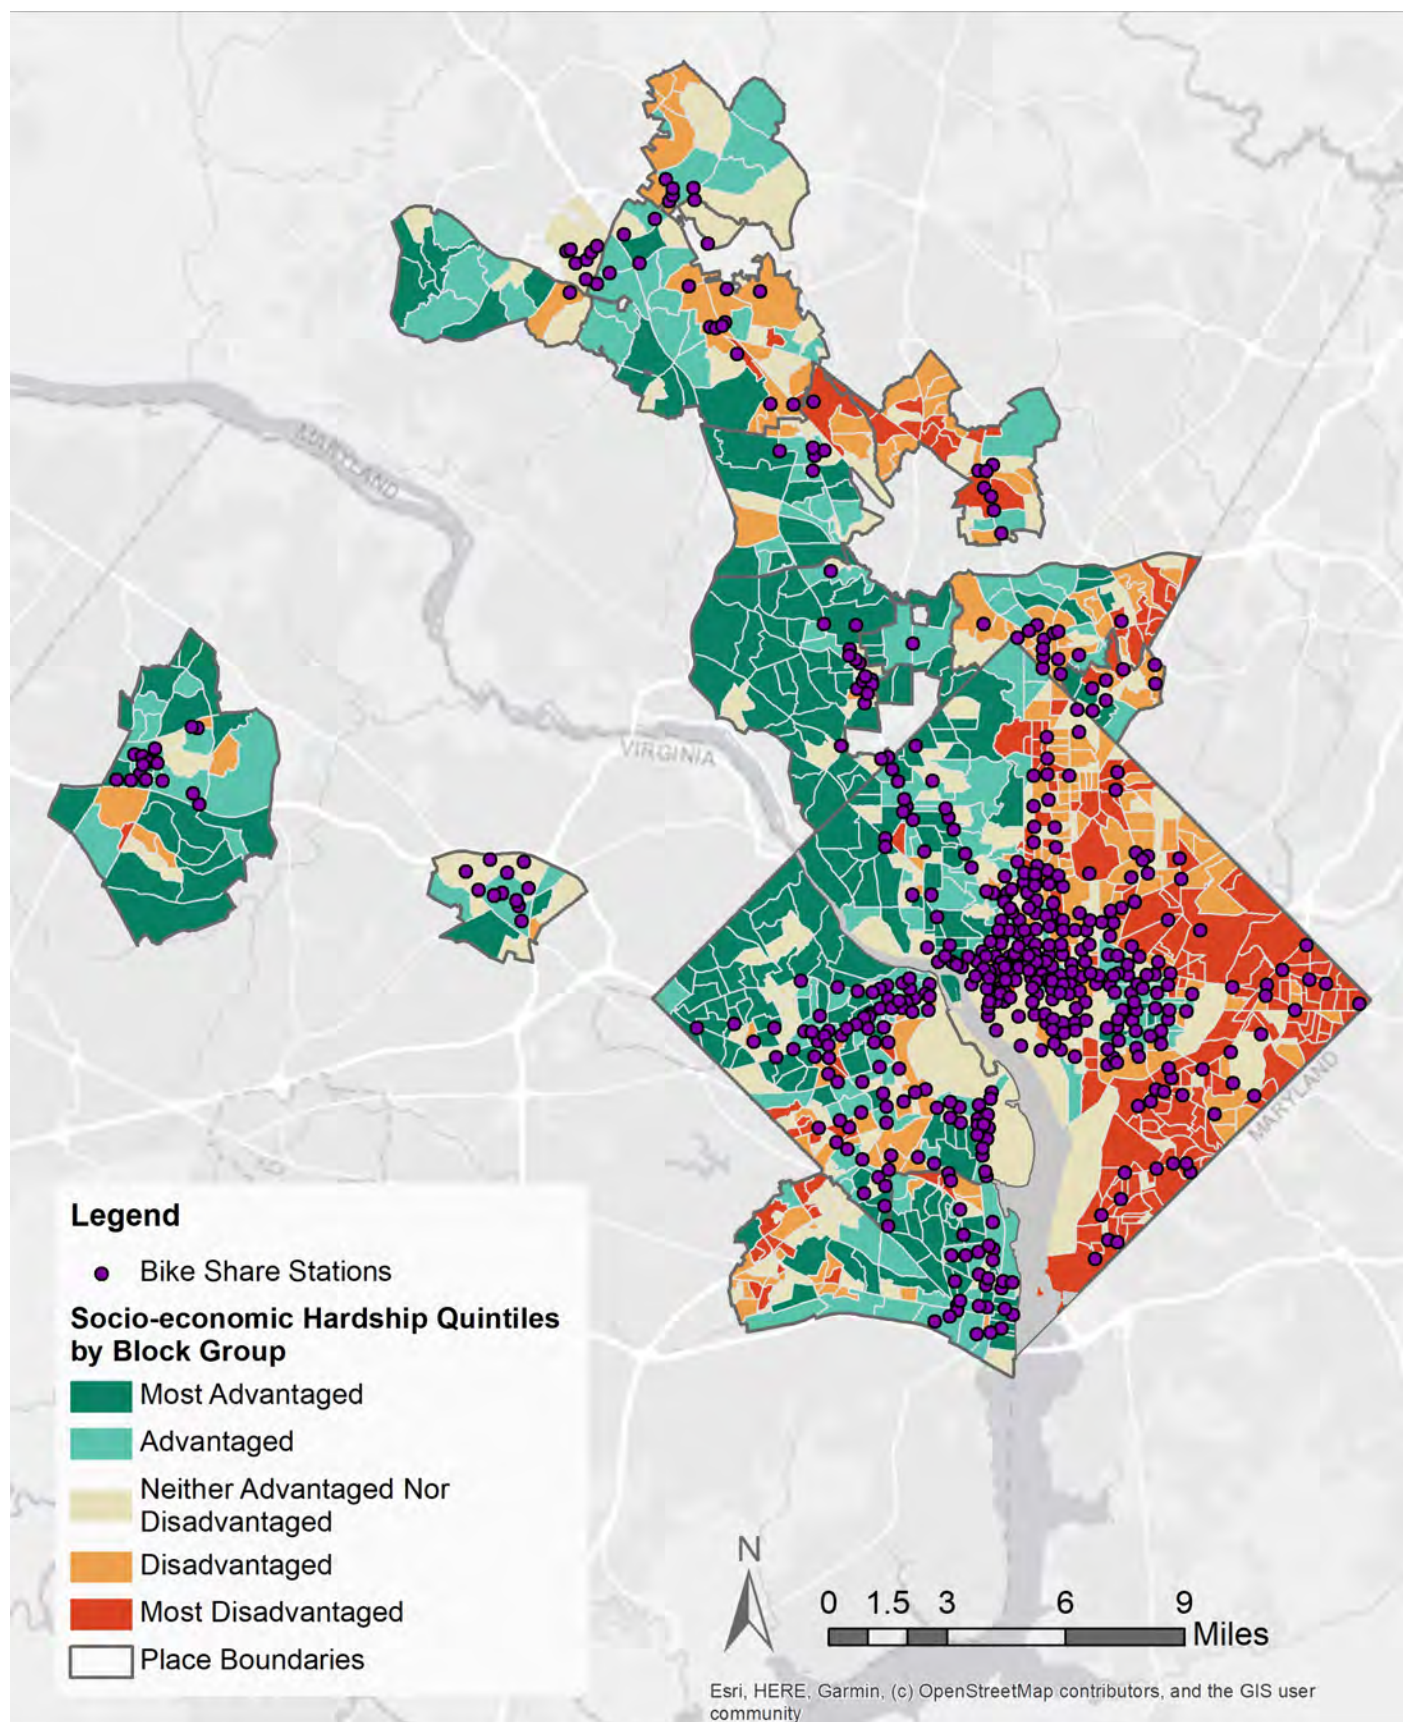 MARYLAND
VIRGINIA
MARYLAND
Legend
Bike Share Stations
Socio-economic Hardship Quintiles
by Block Group
Most Advantaged
Advantaged
Neither Advantaged Nor
Disadvantaged
Disadvantaged
Most Disadvantaged
Place Boundaries
N
0 1.5 3 6 9
Miles
Esri, HERE, Garmin, (c) OpenStreetMap contributors, and the GIS user
community